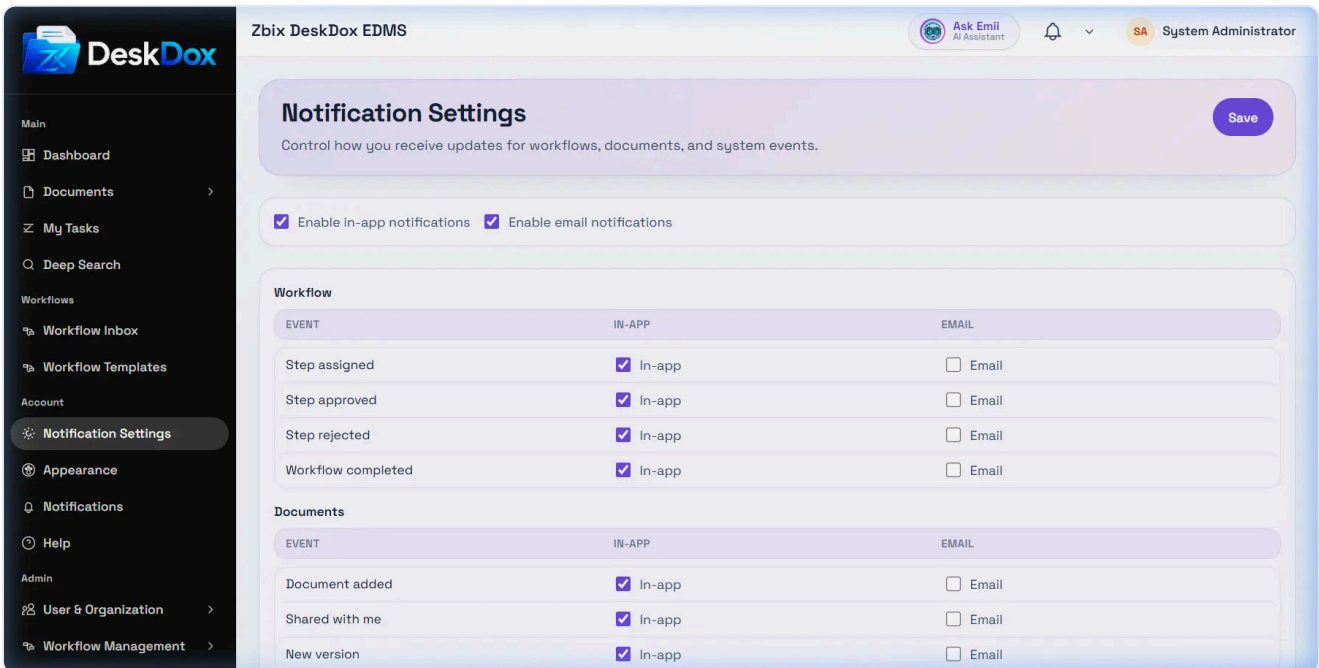 DeskDox
Main
Dashboard
Documents
My Tasks
Deep Search
Workflows
Workflow Inbox
Workflow Templates
Account
Notification Settings
Appearance
Notifications
Help
Admin
User & Organization
Workflow Management
Zbix DeskDox EDMS
Ask Emii
AI Assistant
SA System Administrator
Notification Settings
Save
Control how you receive updates for workflows, documents, and system events.
Enable in-app notifications Enable email notifications
Workflow
EVENT IN-APP EMAIL
Step assigned In-app Email
Step approved In-app Email
Step rejected In-app Email
Workflow completed In-app Email
Documents
EVENT IN-APP EMAIL
Document added In-app Email
Shared with me In-app Email
New version In-app Email